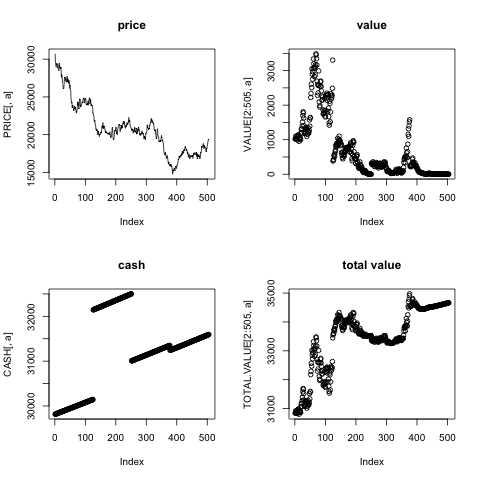 price
value
PRICE[, a]
15000 20000 25000 30000
VALUE[2:505, a]
0 1000 2000 3000
0 100 200 300 400 500
0 100 200 300 400 500
Index
Index
cash
total value
CASH[, a]
30000 31000 32000
TOTAL.VALUE[2:505, a]
31000 33000 35000
0 100 200 300 400 500
0 100 200 300 400 500
Index
Index